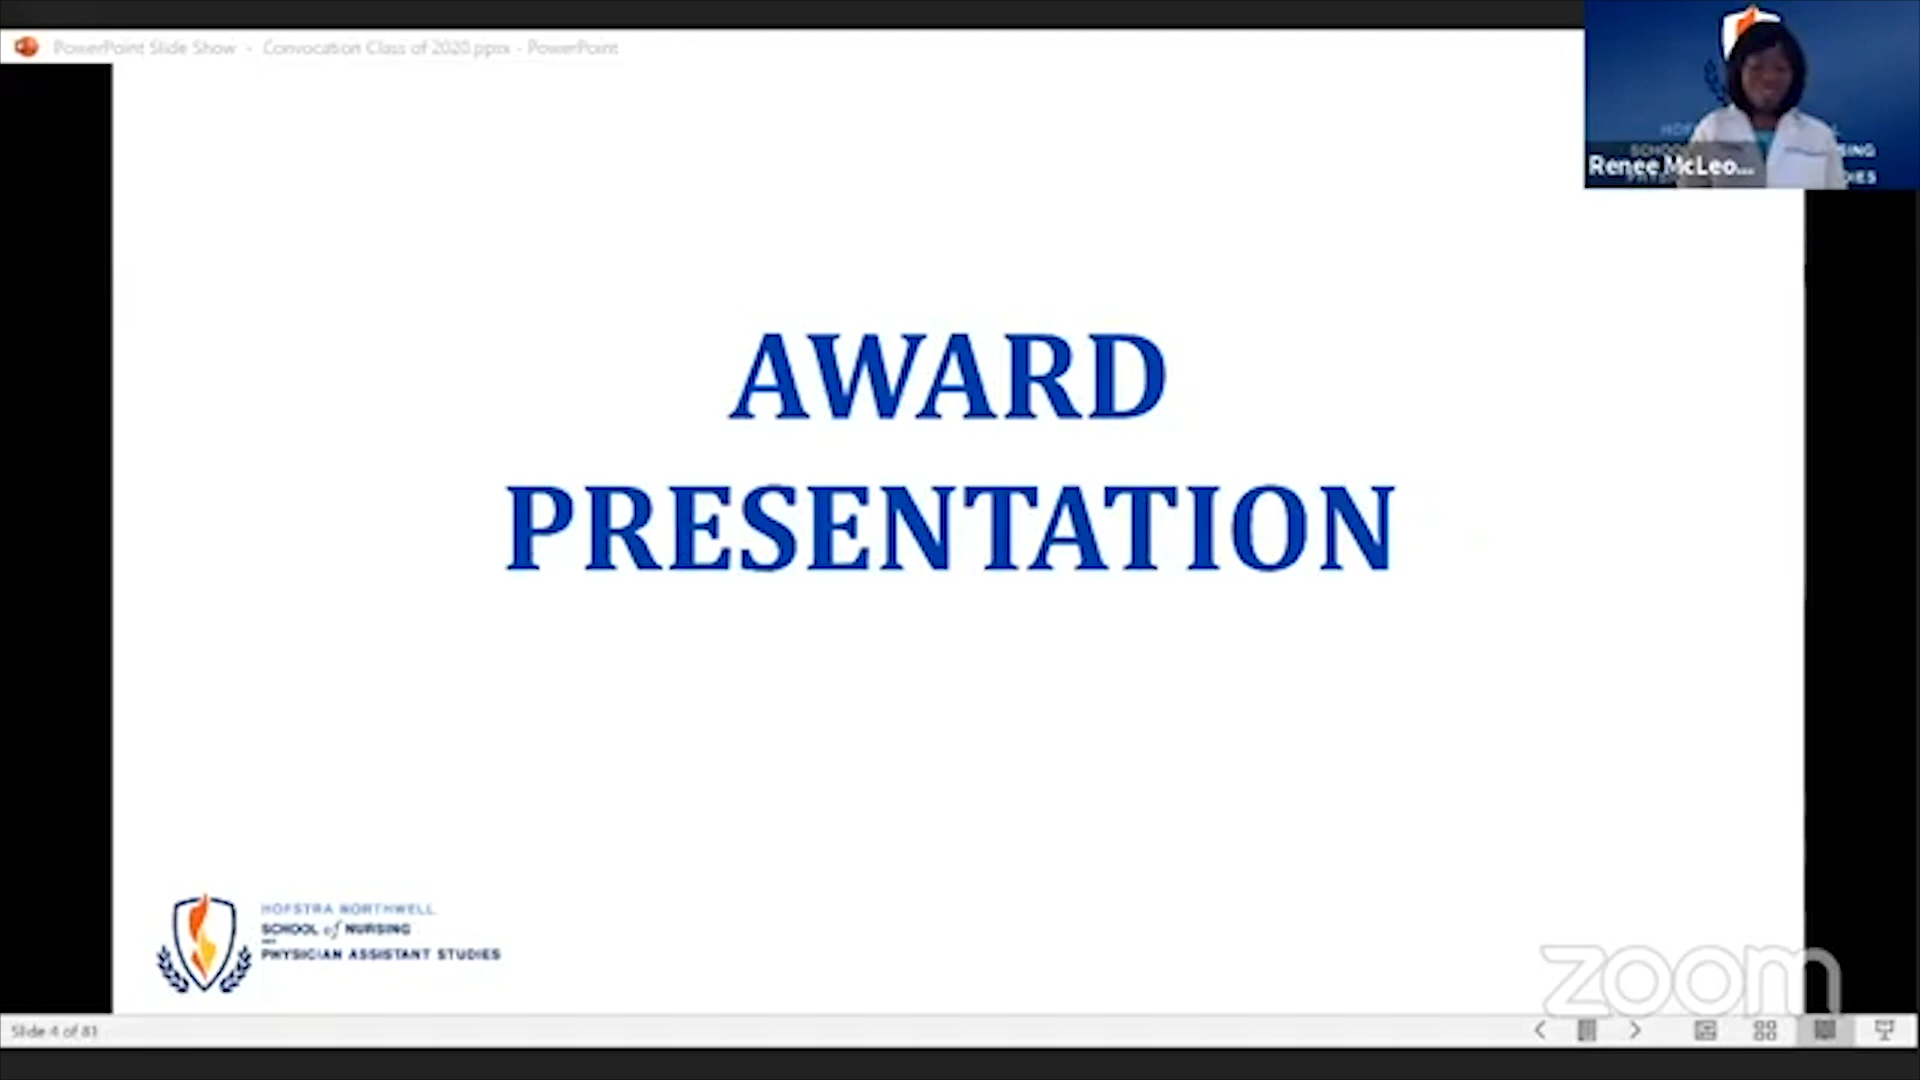 PowerPoint Slide Show - Convocation Class of 2020.pptx - PowerPoint
Renee McLeo...
AWARD
PRESENTATION
HOFSTRA NORTHWELL
SCHOOL of NURSING
AND
PHYSICIAN ASSISTANT STUDIES
zoom
Slide 4 of 81